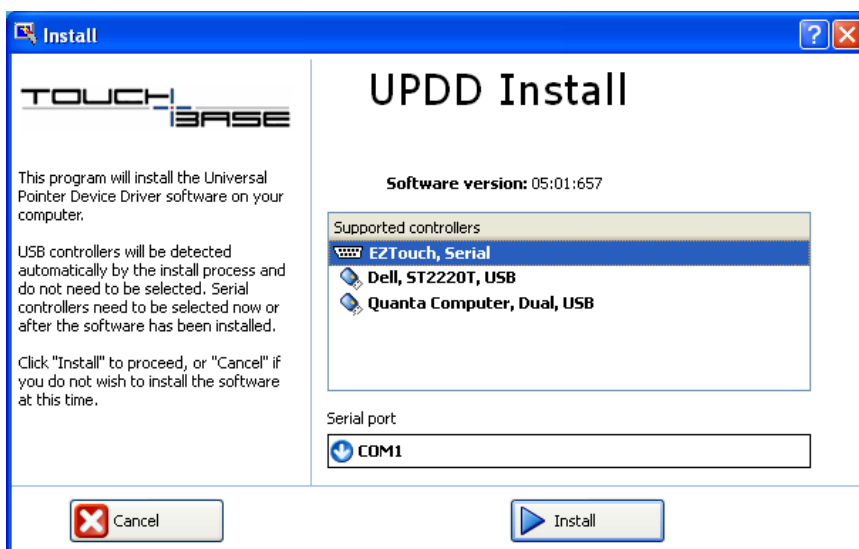 Install
TOUCH
BASE
UPDD Install
This program will install the Universal
Pointer Device Driver software on your
computer.
USB controllers will be detected
automatically by the install process and
do not need to be selected. Serial
controllers need to be selected now or
after the software has been installed.
Click "Install" to proceed, or "Cancel" if
you do not wish to install the software
at this time.
Software version: 05:01:657
Supported controllers
EZTouch, Serial
Dell, ST2220T, USB
Quanta Computer, Dual, USB
Serial port
COM1
Cancel
Install